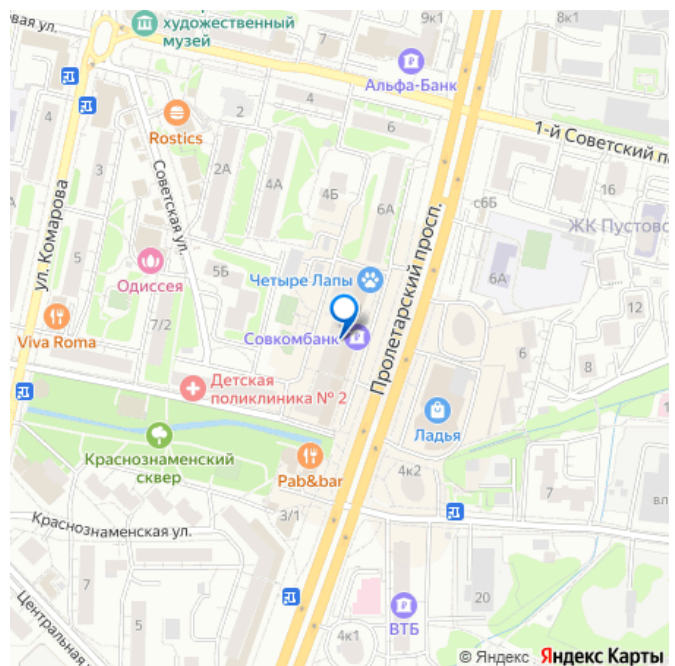 художественный
музей
9к1
8к1
овая ул.
Альфа-Банк
4
2
4
6
Rostics
1-й Советский п
3
2А
4А
4Б
6А
с6Б
16
Советская ул.
ул. Комарова
Пролетарский просп.
ЖК Пустово
5
5Б
Одиссея
Четыре Лапы
6А
12
7/2
Viva Roma
Совкомбанк
6
Детская
поликлиника № 2
Ладья
Краснознаменский
сквер
Pab&bar
4к2
7
вл
3/1
Краснознаменская ул.
7
5
Центральная
20
ВТБ
4к1
© Яндекс Яндекс Карты